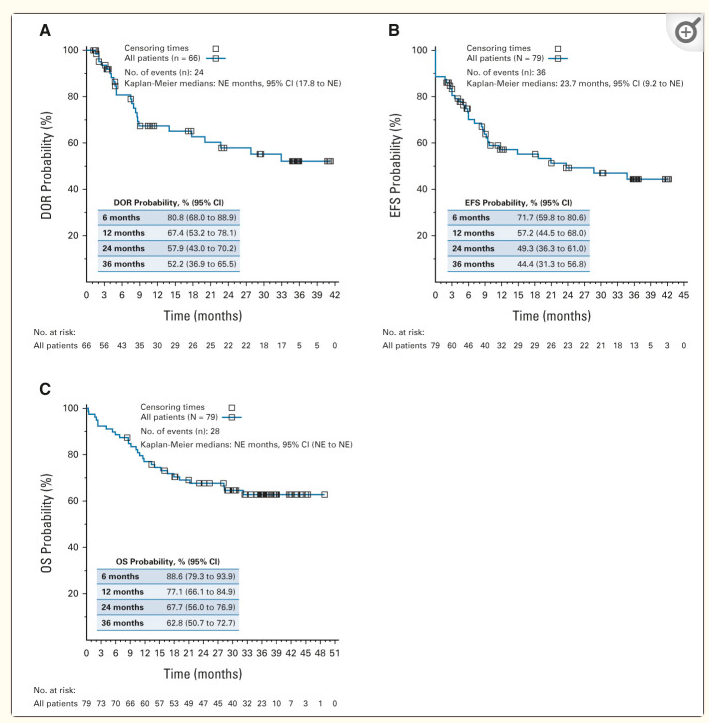 A
Censoring times
All patients (n = 66)
No. of events (n): 24
Kaplan-Meier medians: NE months, 95% CI (17.8 to NE)
DOR Probability (%)
100
80
60
40
20
DOR Probability, % (95% CI)
6 months 80.8 (68.0 to 88.9)
12 months 67.4 (53.2 to 78.1)
24 months 57.9 (43.0 to 70.2)
36 months 52.2 (36.9 to 65.5)
0 3 6 9 12 15 18 21 24 27 30 33 36 39 42
Time (months)
No. at risk:
All patients 66 56 43 35 30 29 26 25 22 22 18 17 5 5 0
B
Censoring times
All patients (N = 79)
No. of events (n): 36
Kaplan-Meier medians: 23.7 months, 95% CI (9.2 to NE)
EFS Probability (%)
100
80
60
40
20
EFS Probability, % (95% CI)
6 months 71.7 (59.8 to 80.6)
12 months 57.2 (44.5 to 68.0)
24 months 49.3 (36.3 to 61.0)
36 months 44.4 (31.3 to 56.8)
0 3 6 9 12 15 18 21 24 27 30 33 36 39 42 45
Time (months)
No. at risk:
All patients 79 60 46 40 32 29 29 26 23 22 21 18 13 5 3 0
C
Censoring times
All patients (N = 79)
No. of events (n): 28
Kaplan-Meier medians: NE months, 95% CI (NE to NE)
OS Probability (%)
100
80
60
40
20
OS Probability, % (95% CI)
6 months 88.6 (79.3 to 93.9)
12 months 77.1 (66.1 to 84.9)
24 months 67.7 (56.0 to 76.9)
36 months 62.8 (50.7 to 72.7)
0 3 6 9 12 15 18 21 24 27 30 33 36 39 42 45 48 51
Time (months)
No. at risk:
All patients 79 73 70 66 60 57 53 49 47 45 40 32 23 10 7 3 1 0